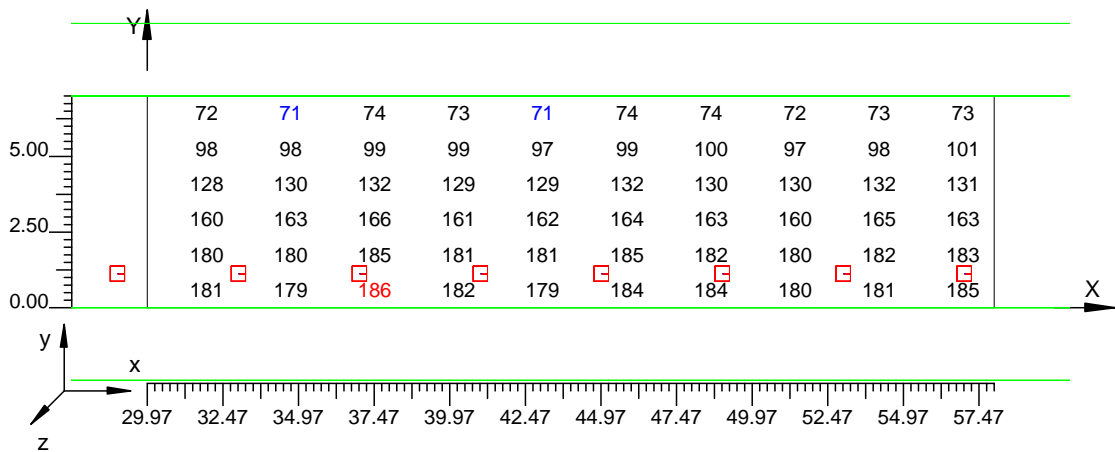 Y
72 71 74 73 71 74 74 72 73 73
5.00 98 98 99 99 97 99 100 97 98 101
128 130 132 129 129 132 130 130 132 131
2.50 160 163 166 161 162 164 163 160 165 163
180 180 185 181 181 185 182 180 182 183
0.00 181 179 186 182 179 184 184 180 181 185 X
y
x
29.97 32.47 34.97 37.47 39.97 42.47 44.97 47.47 49.97 52.47 54.97 57.47
z